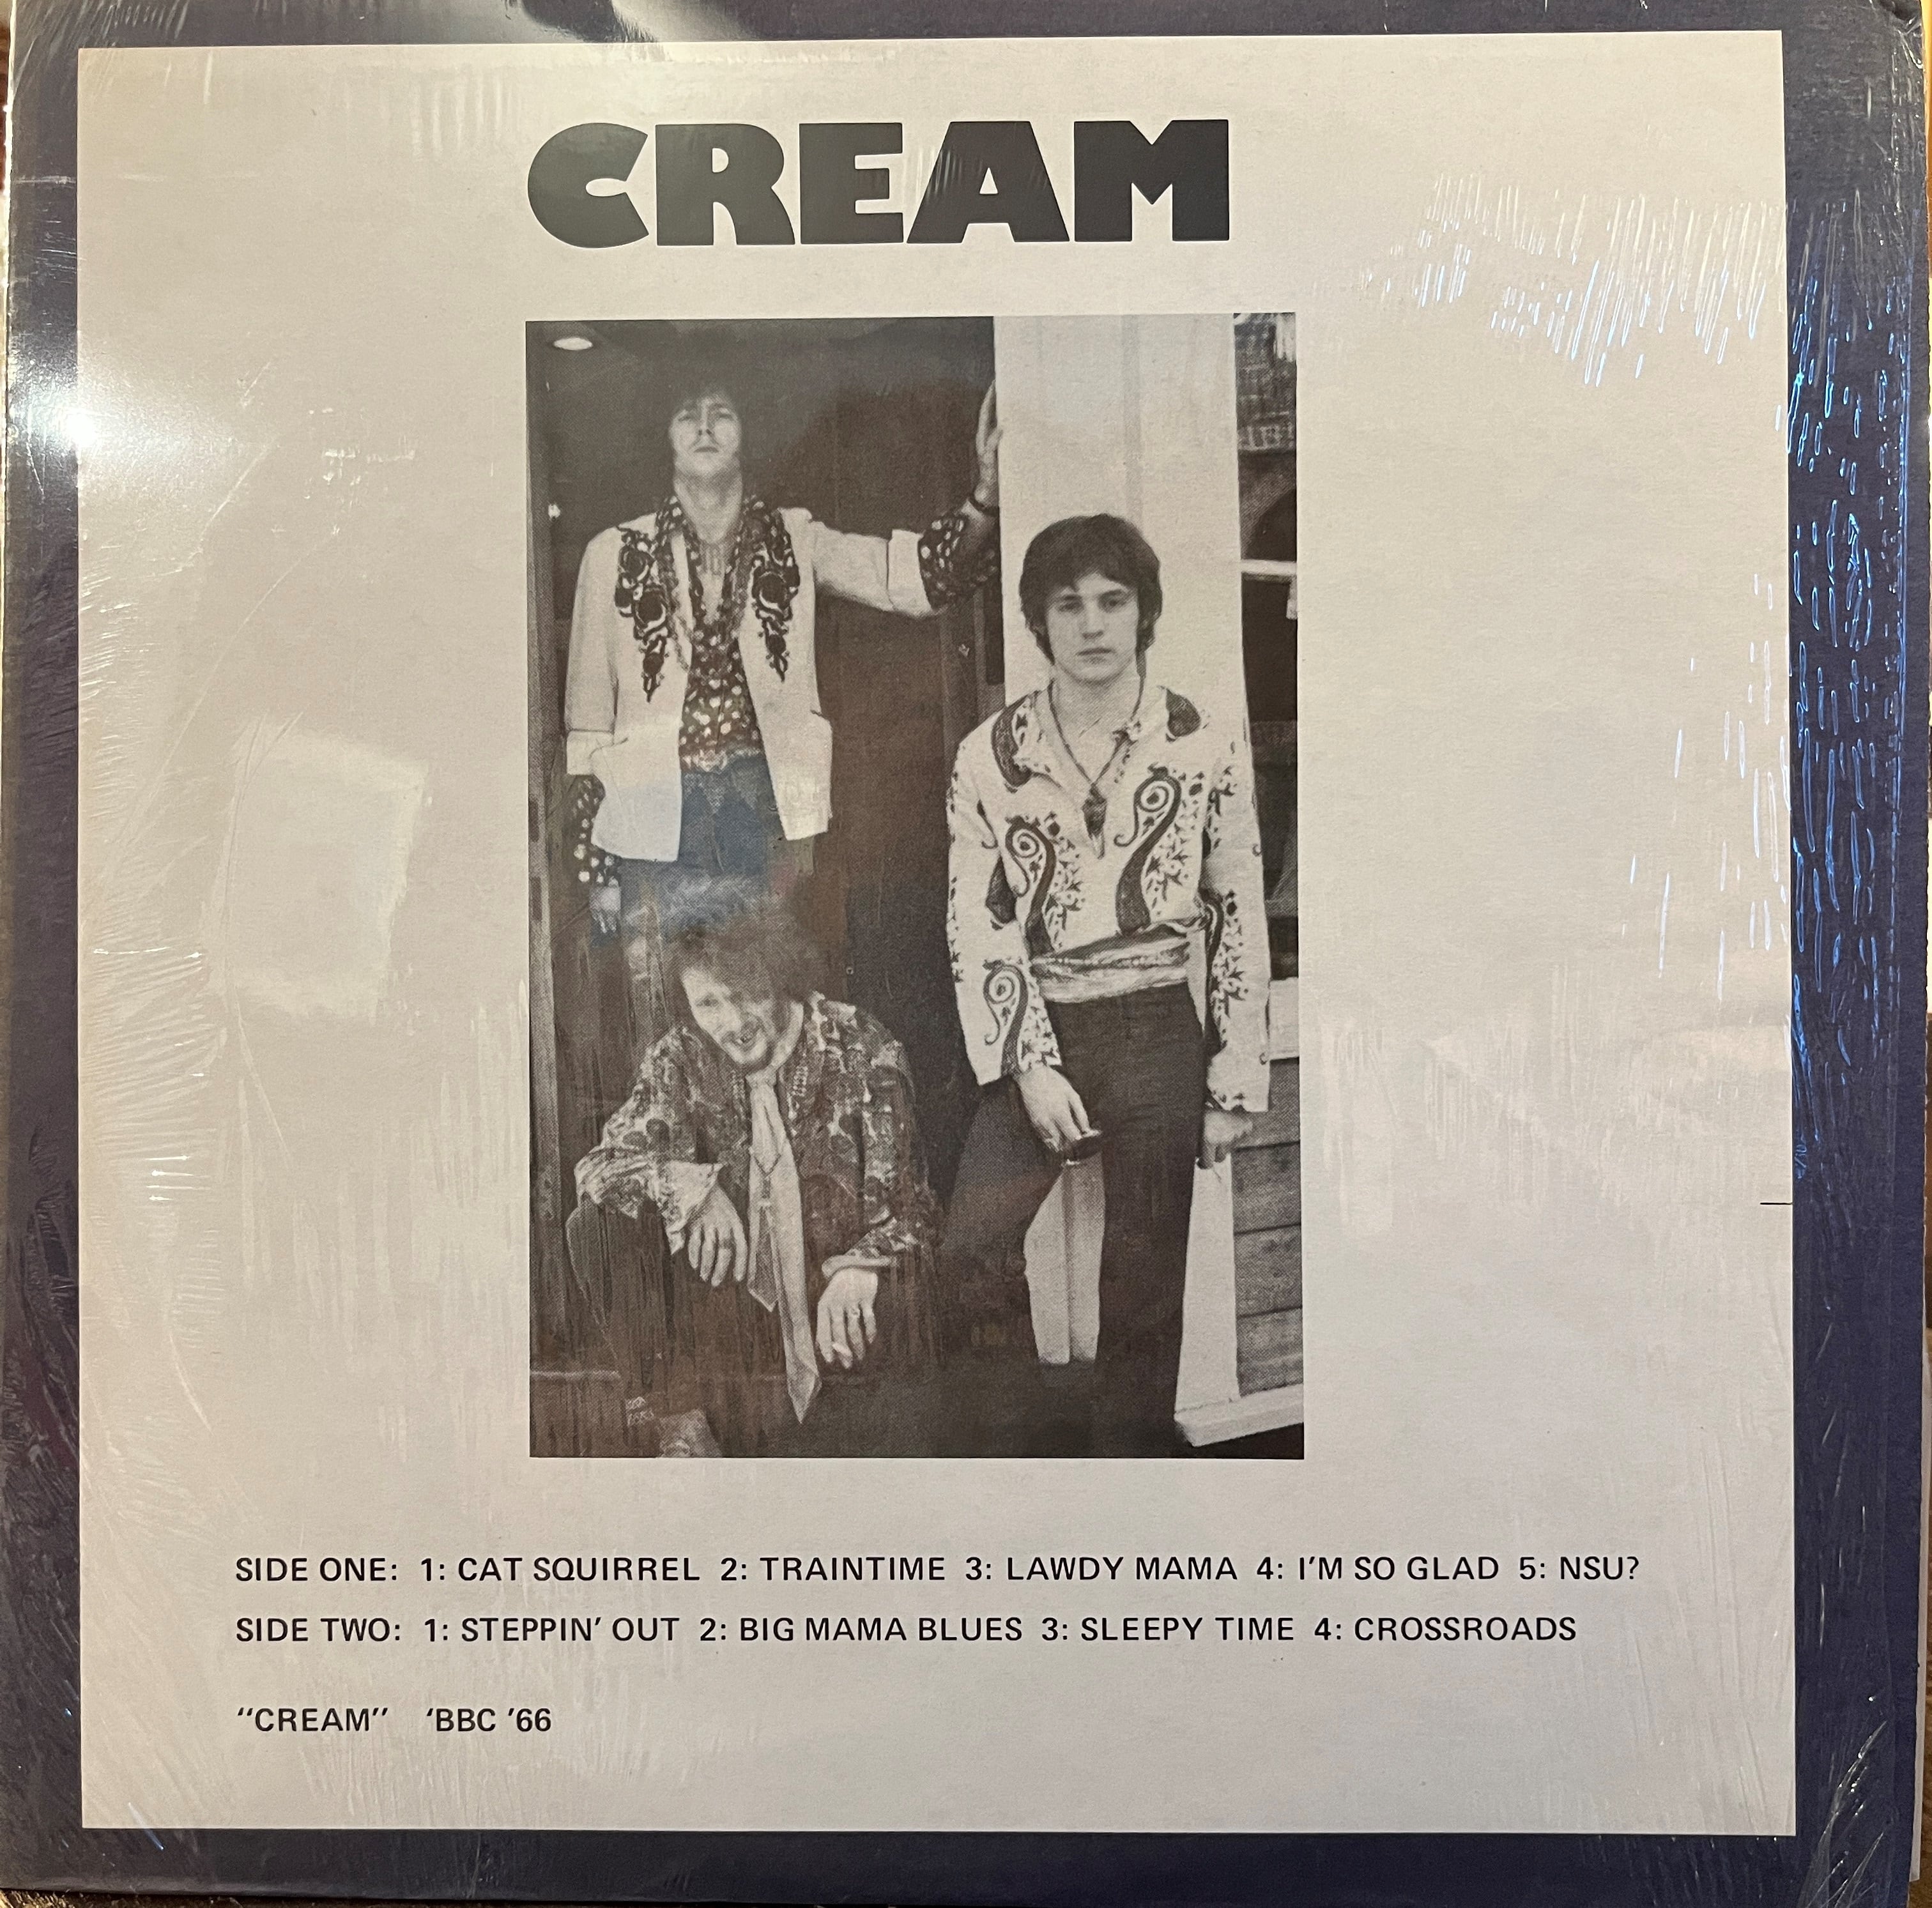 CREAM
SIDE ONE: 1: CAT SQUIRREL 2: TRAINTIME 3: LAWDY MAMA 4: I'M SO GLAD 5: NSU?
SIDE TWO: 1: STEPPIN' OUT 2: BIG MAMA BLUES 3: SLEEPY TIME 4: CROSSROADS
"CREAM" 'BBC '66